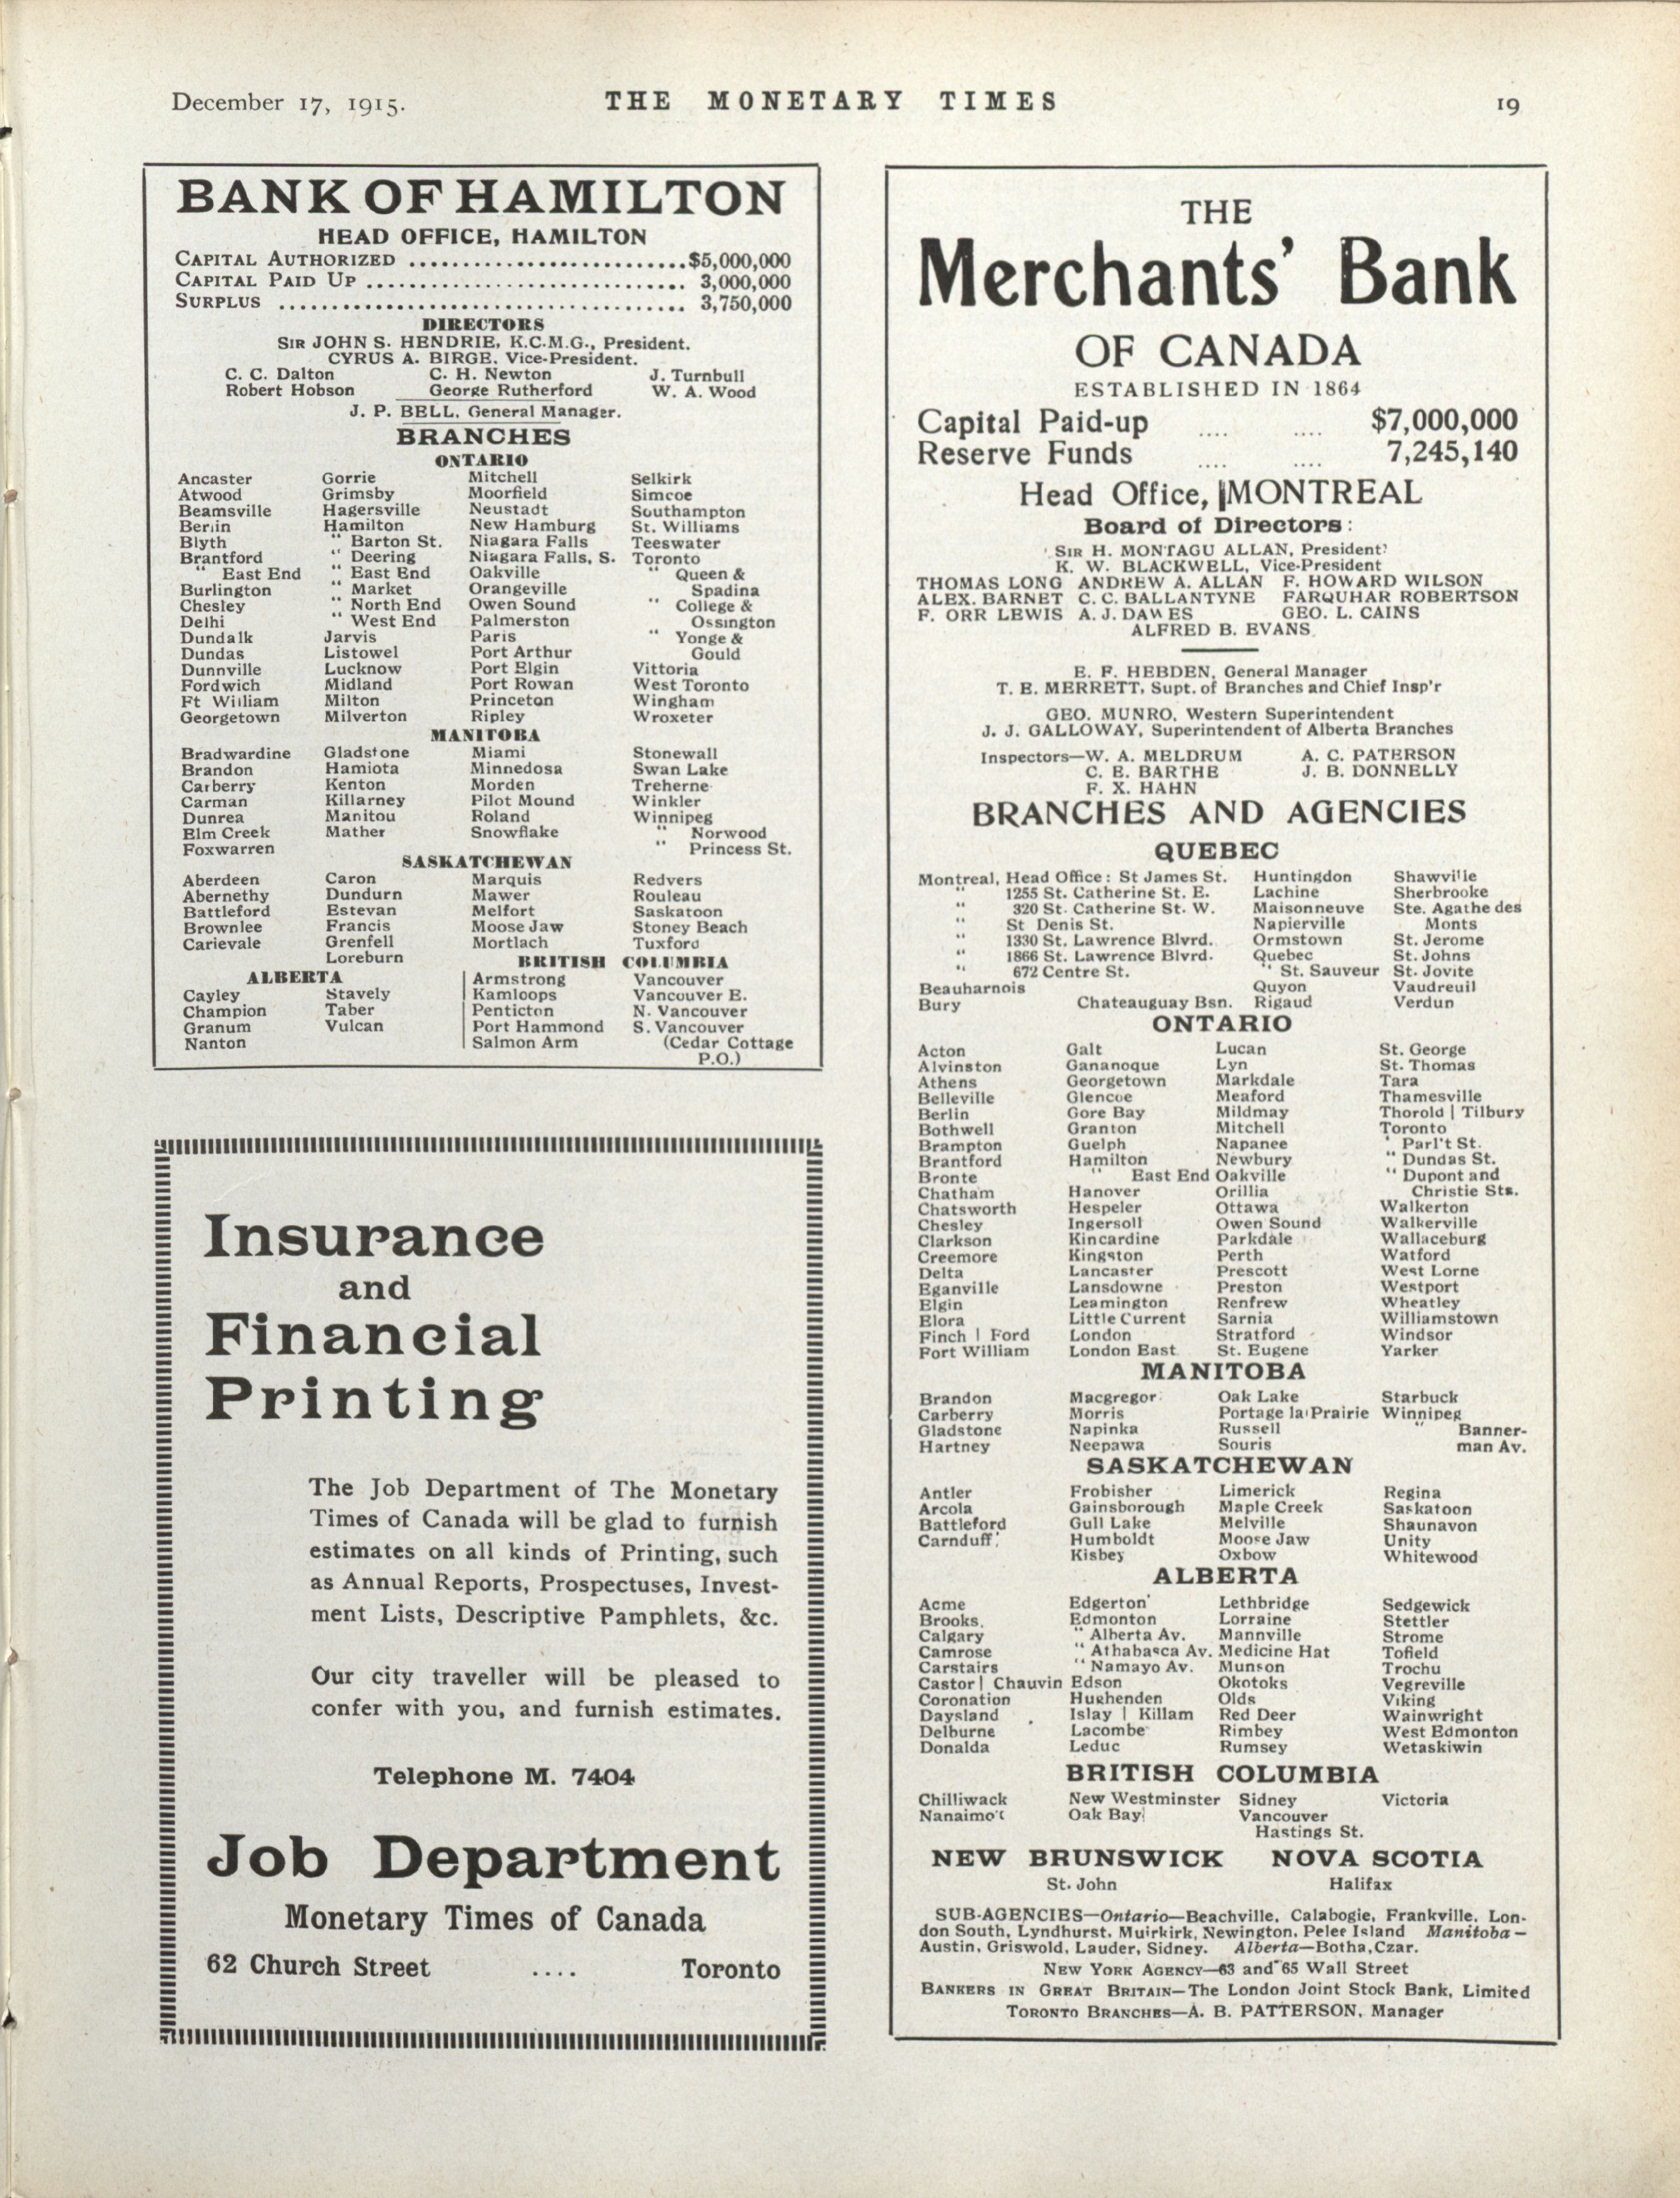 December 17, 1915.
THE MONETARY TIMES
19
BANK OF HAMILTON
HEAD OFFICE, HAMILTON
CAPITAL AUTHORIZED ..........................$5,000,000
CAPITAL PAID UP .............................. 3,000,000
SURPLUS ...................................... 3,750,000
DIRECTORS
SIR JOHN S. HENDRIE, K.C.M.G., President.
CYRUS A. BIRGE, Vice-President.
C. C. Dalton C. H. Newton J. Turnbull
Robert Hobson George Rutherford W. A. Wood
J. P. BELL, General Manager.
BRANCHES
ONTARIO
Ancaster Gorrie Mitchell Selkirk
Atwood Grimsby Moorfield Simcoe
Beamsville Hagersville Neustadt Southampton
Berlin Hamilton New Hamburg St. Williams
Blyth " Barton St. Niagara Falls Teeswater
Brantford " Deering Niagara Falls, S. Toronto
" East End " East End Oakville " Queen &
Burlington " Market Orangeville Spadina
Chesley " North End Owen Sound " College &
Delhi " West End Palmerston Ossington
Dundalk Jarvis Paris " Yonge &
Dundas Listowel Port Arthur Gould
Dunnville Lucknow Port Elgin Vittoria
Fordwich Midland Port Rowan West Toronto
Ft William Milton Princeton Wingham
Georgetown Milverton Ripley Wroxeter
MANITOBA
Bradwardine Gladstone Miami Stonewall
Brandon Hamiota Minnedosa Swan Lake
Carberry Kenton Morden Treherne
Carman Killarney Pilot Mound Winkler
Dunrea Manitou Roland Winnipeg
Elm Creek Mather Snowflake " Norwood
Foxwarren " Princess St.
SASKATCHEWAN
Aberdeen Caron Marquis Redvers
Abernethy Dundurn Mawer Rouleau
Battleford Estevan Melfort Saskatoon
Brownlee Francis Moose Jaw Stoney Beach
Carievale Grenfell Mortlach Tuxford
Loreburn
ALBERTA
Cayley Stavely
Champion Taber
Granum Vulcan
Nanton
BRITISH COLUMBIA
Armstrong Vancouver
Kamloops Vancouver E.
Penticton N. Vancouver
Port Hammond S. Vancouver
Salmon Arm (Cedar Cottage
P.O.)
Insurance
and
Financial
Printing
The Job Department of The Monetary
Times of Canada will be glad to furnish
estimates on all kinds of Printing, such
as Annual Reports, Prospectuses, Invest-
ment Lists, Descriptive Pamphlets, &c.
Our city traveller will be pleased to
confer with you, and furnish estimates.
Telephone M. 7404
Job Department
Monetary Times of Canada
62 Church Street .... Toronto
THE
Merchants' Bank
OF CANADA
ESTABLISHED IN 1864
Capital Paid-up .... .... $7,000,000
Reserve Funds .... .... 7,245,140
Head Office, MONTREAL
Board of Directors:
SIR H. MONTAGU ALLAN, President
K. W. BLACKWELL, Vice-President
THOMAS LONG ANDREW A. ALLAN F. HOWARD WILSON
ALEX. BARNET C. C. BALLANTYNE FARQUHAR ROBERTSON
F. ORR LEWIS A. J. DAWES GEO. L. CAINS
ALFRED B. EVANS
E. F. HEBDEN, General Manager
T. E. MERRETT, Supt. of Branches and Chief Insp'r
GEO. MUNRO, Western Superintendent
J. J. GALLOWAY, Superintendent of Alberta Branches
Inspectors—W. A. MELDRUM A. C. PATERSON
C. E. BARTHE J. B. DONNELLY
F. X. HAHN
BRANCHES AND AGENCIES
QUEBEC
Montreal, Head Office: St James St. Huntingdon Shawville
" 1255 St. Catherine St. E. Lachine Sherbrooke
" 320 St. Catherine St. W. Maisonneuve Ste. Agathe des
" St Denis St. Napierville Monts
" 1330 St. Lawrence Blvrd. Ormstown St. Jerome
" 1866 St. Lawrence Blvrd. Quebec St. Johns
" 672 Centre St. " St. Sauveur St. Jovite
Beauharnois Quyon Vaudreuil
Bury Chateauguay Bsn. Rigaud Verdun
ONTARIO
Acton Galt Lucan St. George
Alvinston Gananoque Lyn St. Thomas
Athens Georgetown Markdale Tara
Belleville Glencoe Meaford Thamesville
Berlin Gore Bay Mildmay Thorold | Tilbury
Bothwell Granton Mitchell Toronto
Brampton Guelph Napanee " Parl't St.
Brantford Hamilton Newbury " Dundas St.
Bronte " East End Oakville " Dupont and
Chatham Hanover Orillia Christie Sts.
Chatsworth Hespeler Ottawa Walkerton
Chesley Ingersoll Owen Sound Walkerville
Clarkson Kincardine Parkdale Wallaceburg
Creemore Kingston Perth Watford
Delta Lancaster Prescott West Lorne
Eganville Lansdowne Preston Westport
Elgin Leamington Renfrew Wheatley
Elora Little Current Sarnia Williamstown
Finch | Ford London Stratford Windsor
Fort William London East St. Eugene Yarker
MANITOBA
Brandon Macgregor Oak Lake Starbuck
Carberry Morris Portage la Prairie Winnipeg
Gladstone Napinka Russell " Banner-
Hartney Neepawa Souris man Av.
SASKATCHEWAN
Antler Frobisher Limerick Regina
Arcola Gainsborough Maple Creek Saskatoon
Battleford Gull Lake Melville Shaunavon
Carnduff Humboldt Moose Jaw Unity
Kisbey Oxbow Whitewood
ALBERTA
Acme Edgerton Lethbridge Sedgewick
Brooks Edmonton Lorraine Stettler
Calgary " Alberta Av. Mannville Strome
Camrose " Athabasca Av. Medicine Hat Tofield
Carstairs " Namayo Av. Munson Trochu
Castor | Chauvin Edson Okotoks Vegreville
Coronation Hughenden Olds Viking
Daysland Islay | Killam Red Deer Wainwright
Delburne Lacombe Rimbey West Edmonton
Donalda Leduc Rumsey Wetaskiwin
BRITISH COLUMBIA
Chilliwack New Westminster Sidney Victoria
Nanaimo Oak Bay Vancouver
Hastings St.
NEW BRUNSWICK NOVA SCOTIA
St. John Halifax
SUB-AGENCIES—Ontario—Beachville, Calabogie, Frankville, Lon-
don South, Lyndhurst, Muirkirk, Newington, Pelee Island Manitoba—
Austin, Griswold, Lauder, Sidney. Alberta—Botha, Czar.
NEW YORK AGENCY—63 and 65 Wall Street
BANKERS IN GREAT BRITAIN—The London Joint Stock Bank, Limited
TORONTO BRANCHES—A. B. PATTERSON, Manager